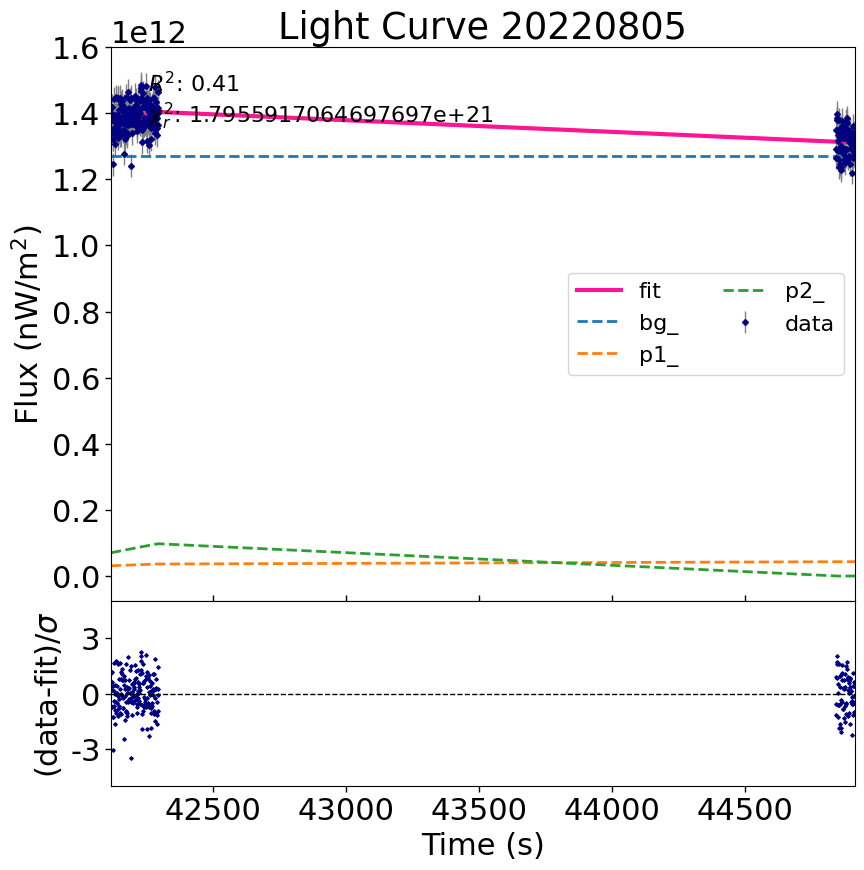 Light Curve 20220805
1e12
R²: 0.41
²: 1.7955917064697697e+21
1.6
1.4
1.2
1.0
0.8
0.6
0.4
0.2
0.0
Flux (nW/m²)
fit
bg_
p1_
p2_
data
3
0
-3
(data-fit)/σ
42500
43000
43500
44000
44500
Time (s)